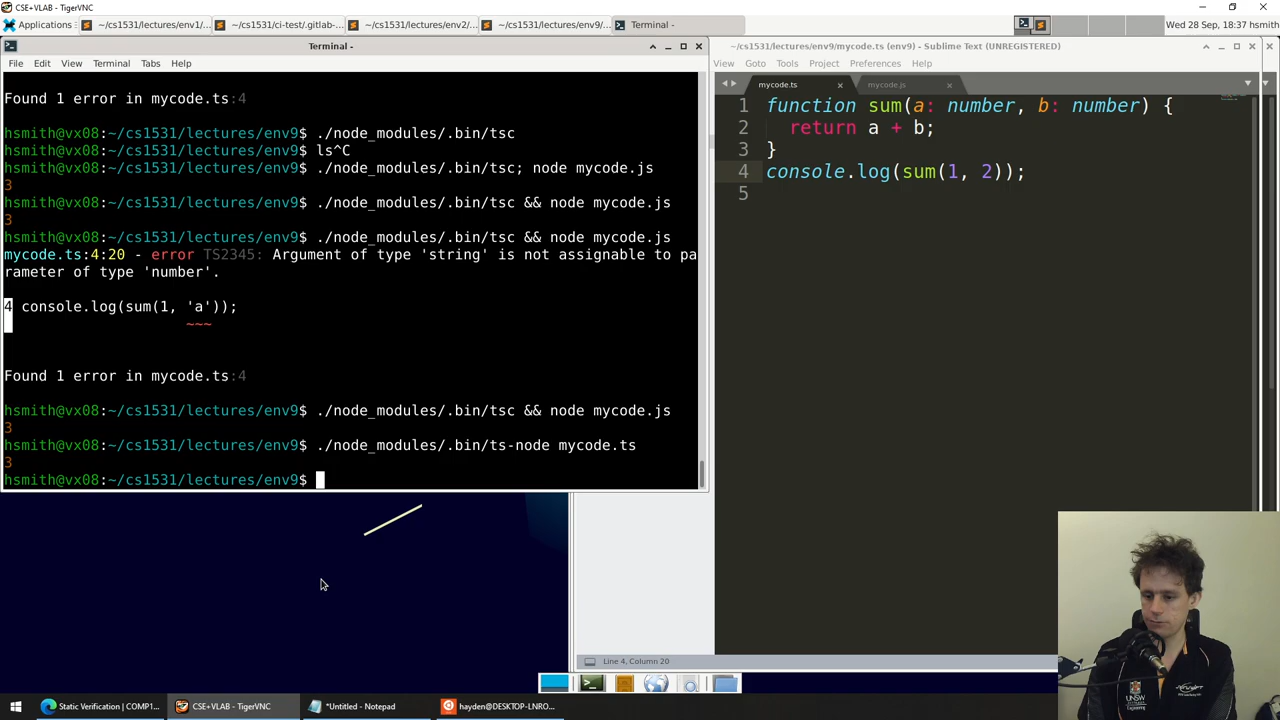 CSE+VLAB - TigerVNC
Applications
~/cs1531/lectures/env1/...
~/cs1531/ci-test/.gitlab-...
~/cs1531/lectures/env2/...
~/cs1531/lectures/env9/...
Terminal -
Wed 28 Sep, 18:37 hsmith
Terminal -
File Edit View Terminal Tabs Help
Found 1 error in mycode.ts:4
hsmith@vx08:~/cs1531/lectures/env9$ ./node_modules/.bin/tsc
hsmith@vx08:~/cs1531/lectures/env9$ ls^C
hsmith@vx08:~/cs1531/lectures/env9$ ./node_modules/.bin/tsc; node mycode.js
3
hsmith@vx08:~/cs1531/lectures/env9$ ./node_modules/.bin/tsc && node mycode.js
3
hsmith@vx08:~/cs1531/lectures/env9$ ./node_modules/.bin/tsc && node mycode.js
mycode.ts:4:20 - error TS2345: Argument of type 'string' is not assignable to pa
rameter of type 'number'.
4 console.log(sum(1, 'a'));
~~~
Found 1 error in mycode.ts:4
hsmith@vx08:~/cs1531/lectures/env9$ ./node_modules/.bin/tsc && node mycode.js
3
hsmith@vx08:~/cs1531/lectures/env9$ ./node_modules/.bin/ts-node mycode.ts
3
hsmith@vx08:~/cs1531/lectures/env9$
~/cs1531/lectures/env9/mycode.ts (env9) - Sublime Text (UNREGISTERED)
View Goto Tools Project Preferences Help
mycode.ts
mycode.js
1 function sum(a: number, b: number) {
2 return a + b;
3 }
4 console.log(sum(1, 2));
5
Line 4, Column 20
UNSW
Static Verification | COMP1...
CSE+VLAB - TigerVNC
*Untitled - Notepad
hayden@DESKTOP-LNRO...